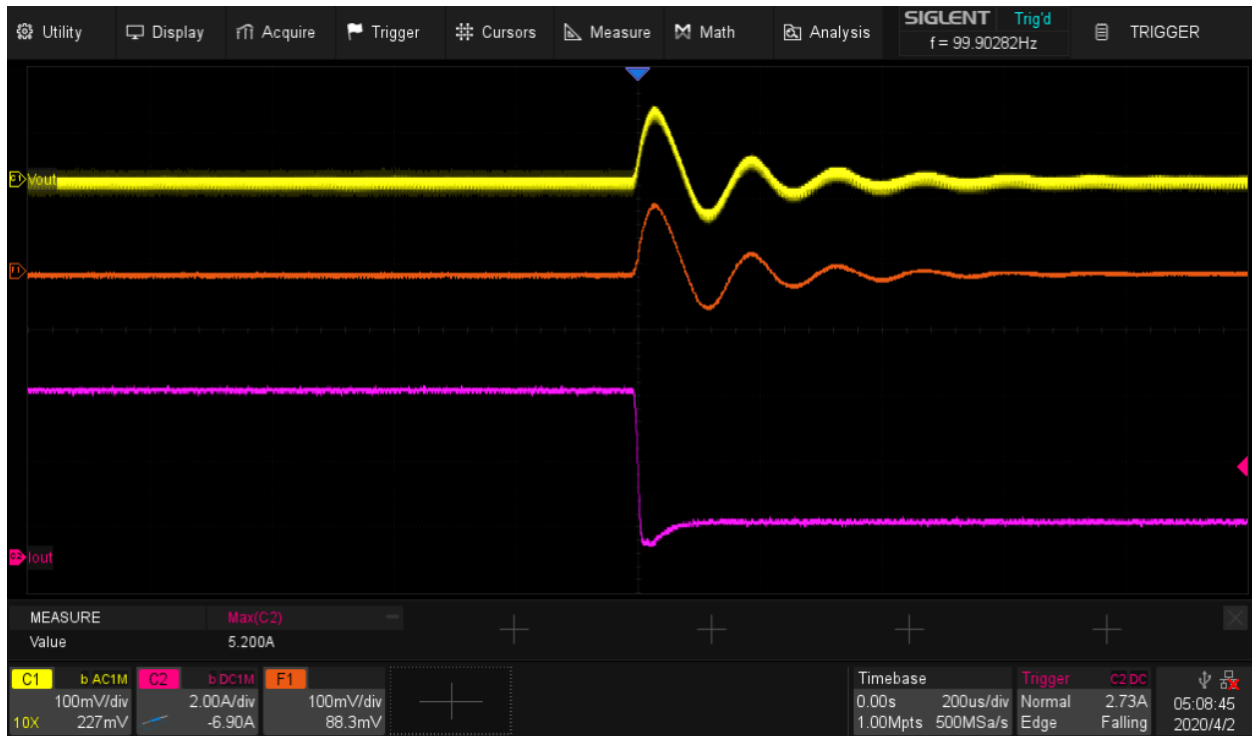 Utility Display Acquire Trigger Cursors Measure Math Analysis SIGLENT Trig'd TRIGGER
f = 99.90282Hz
C1 Vout
F1
C2 Iout
MEASURE Max(C2)
Value 5.200A
C1 b AC1M C2 b DC1M F1 Timebase Trigger C2 DC
100mV/div 2.00A/div 100mV/div 0.00s 200us/div Normal 2.73A 05:08:45
10X 227mV -6.90A 88.3mV 1.00Mpts 500MSa/s Edge Falling 2020/4/2